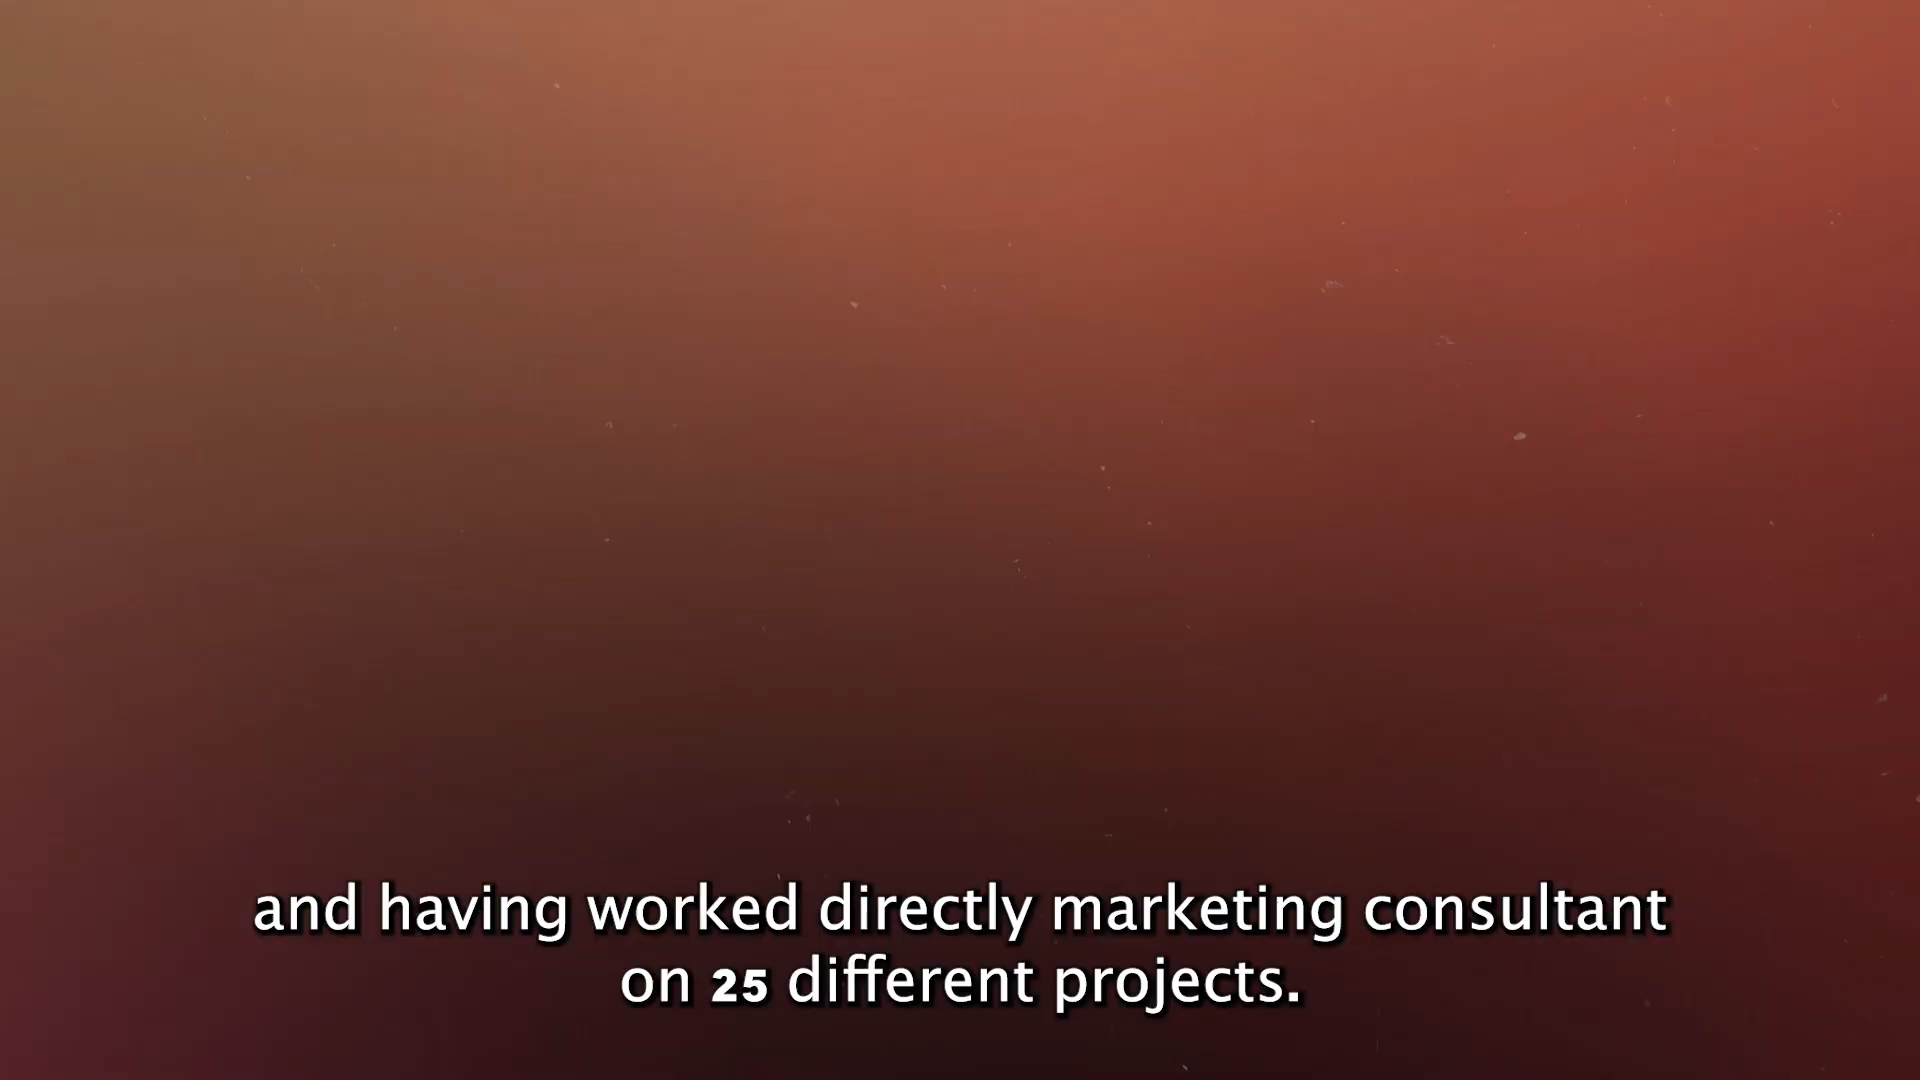 and having worked directly marketing consultant
on 25 different projects.